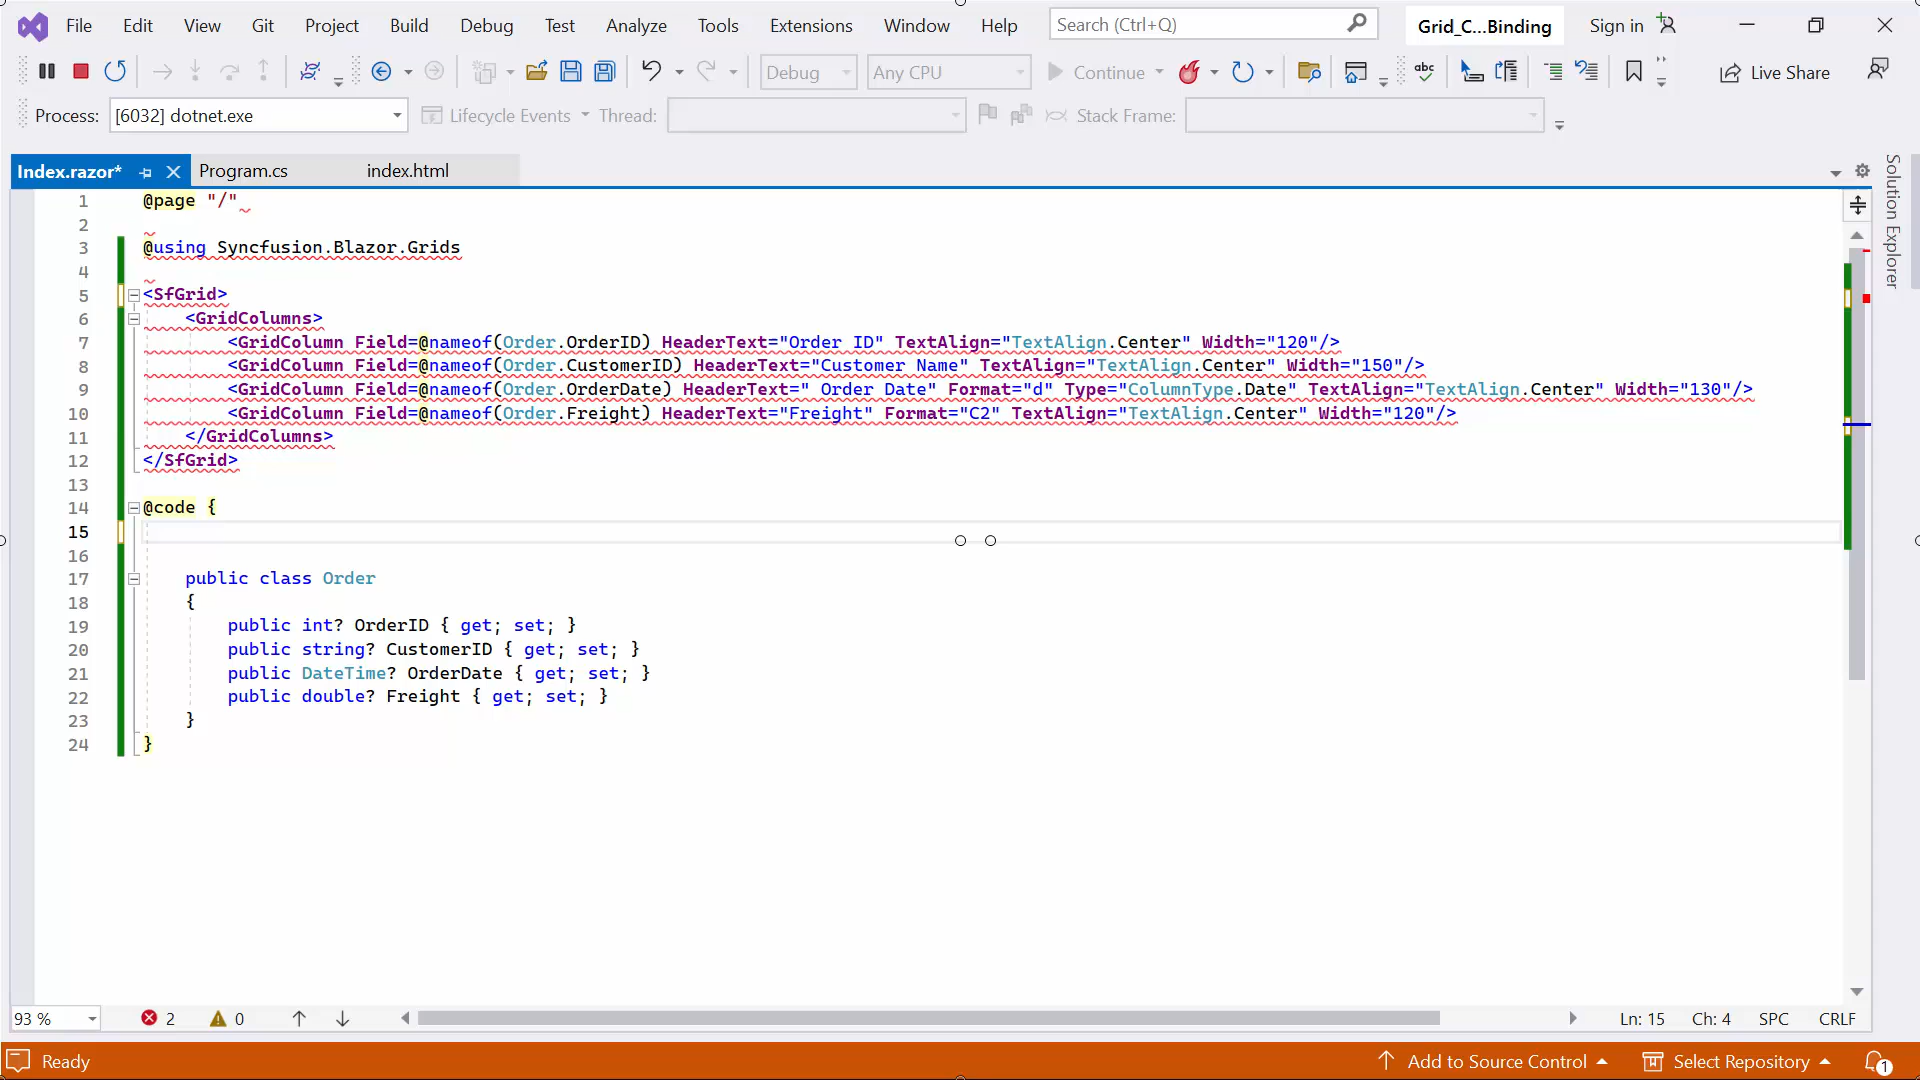 File Edit View Git Project Build Debug Test Analyze Tools Extensions Window Help Search (Ctrl+Q) Grid_C...Binding Sign in
Debug Any CPU Continue abc Live Share
Process: [6032] dotnet.exe Lifecycle Events Thread: Stack Frame:
Index.razor* Program.cs index.html
Solution Explorer
1 @page "/"
2
3 @using Syncfusion.Blazor.Grids
4
5 <SfGrid>
6 <GridColumns>
7 <GridColumn Field=@nameof(Order.OrderID) HeaderText="Order ID" TextAlign="TextAlign.Center" Width="120"/>
8 <GridColumn Field=@nameof(Order.CustomerID) HeaderText="Customer Name" TextAlign="TextAlign.Center" Width="150"/>
9 <GridColumn Field=@nameof(Order.OrderDate) HeaderText=" Order Date" Format="d" Type="ColumnType.Date" TextAlign="TextAlign.Center" Width="130"/>
10 <GridColumn Field=@nameof(Order.Freight) HeaderText="Freight" Format="C2" TextAlign="TextAlign.Center" Width="120"/>
11 </GridColumns>
12 </SfGrid>
13
14 @code {
15
16
17 public class Order
18 {
19 public int? OrderID { get; set; }
20 public string? CustomerID { get; set; }
21 public DateTime? OrderDate { get; set; }
22 public double? Freight { get; set; }
23 }
24 }
93 % 2 0 Ln: 15 Ch: 4 SPC CRLF
Ready Add to Source Control Select Repository 1